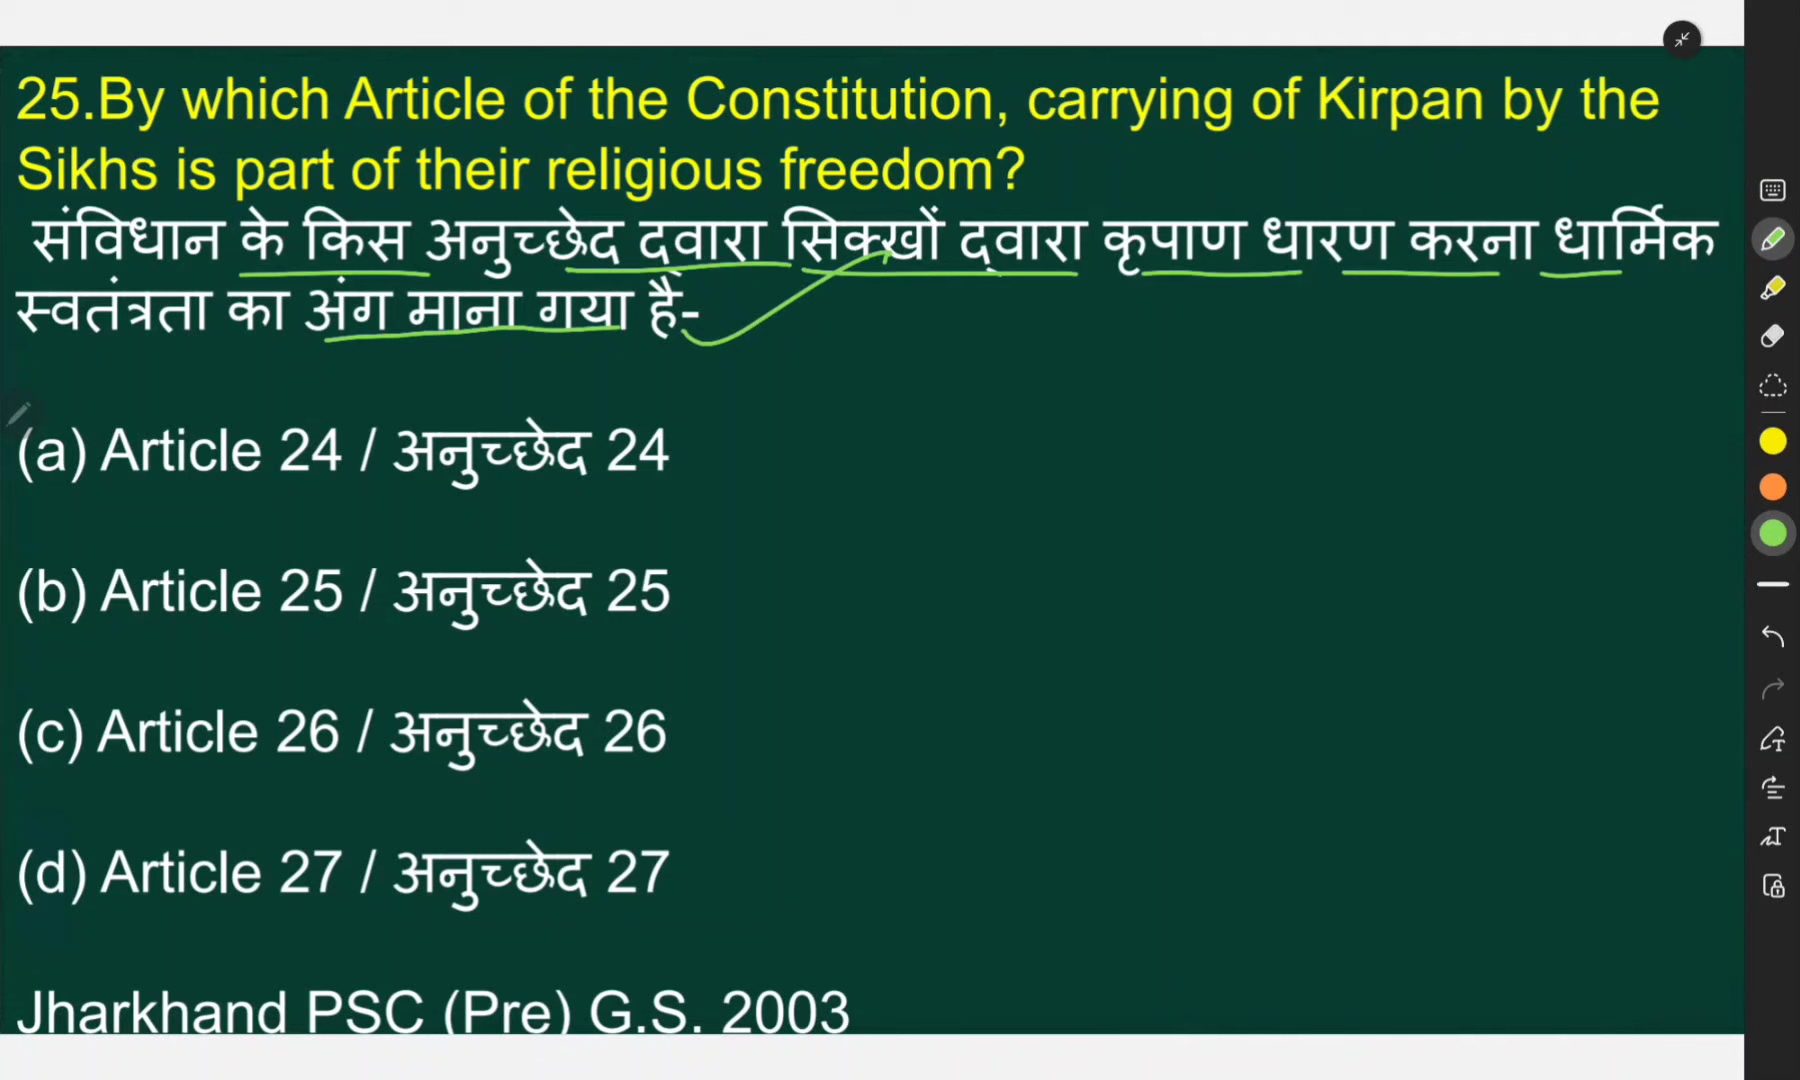 25.By which Article of the Constitution, carrying of Kirpan by the
Sikhs is part of their religious freedom?
संविधान के किस अनुच्छेद द्वारा सिक्खों द्वारा कृपाण धारण करना धार्मिक
स्वतंत्रता का अंग माना गया है-
(a) Article 24 / अनुच्छेद 24
(b) Article 25 / अनुच्छेद 25
(c) Article 26 / अनुच्छेद 26
(d) Article 27 / अनुच्छेद 27
Jharkhand PSC (Pre) G.S. 2003